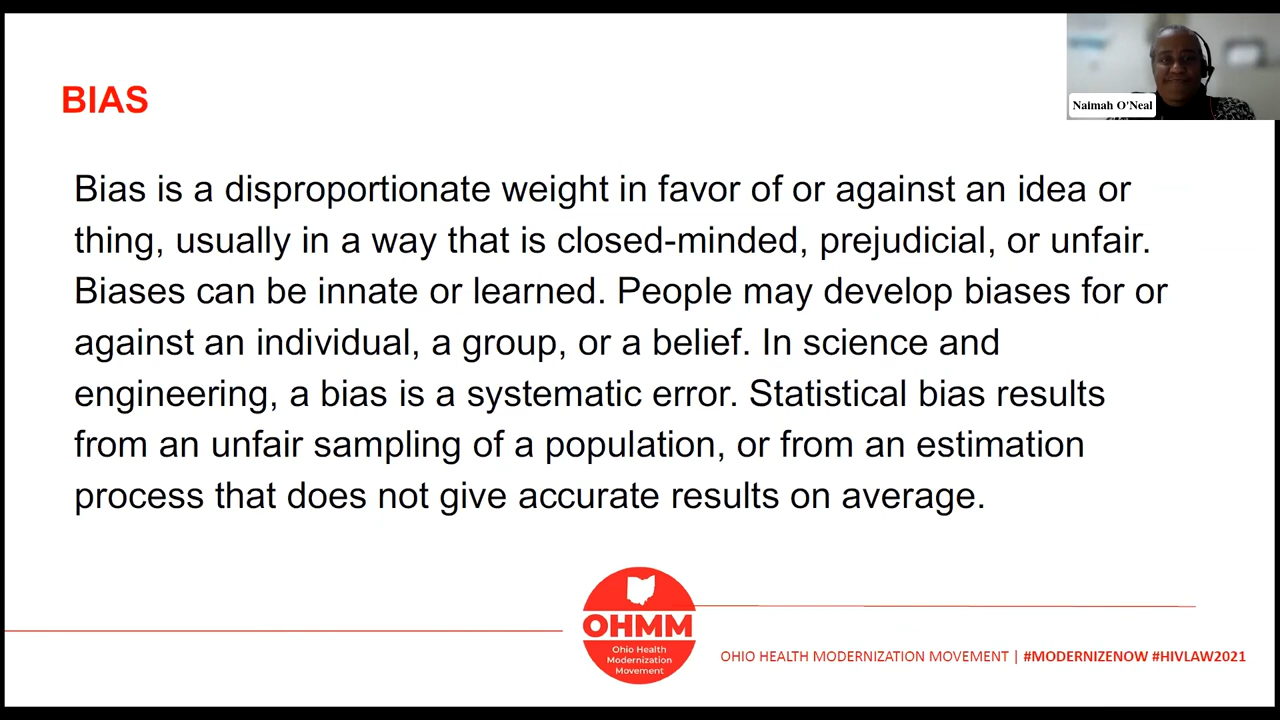 BIAS
Naimah O'Neal
Bias is a disproportionate weight in favor of or against an idea or
thing, usually in a way that is closed-minded, prejudicial, or unfair.
Biases can be innate or learned. People may develop biases for or
against an individual, a group, or a belief. In science and
engineering, a bias is a systematic error. Statistical bias results
from an unfair sampling of a population, or from an estimation
process that does not give accurate results on average.
OHMM
Ohio Health
Modernization
Movement
OHIO HEALTH MODERNIZATION MOVEMENT | #MODERNIZENOW #HIVLAW2021